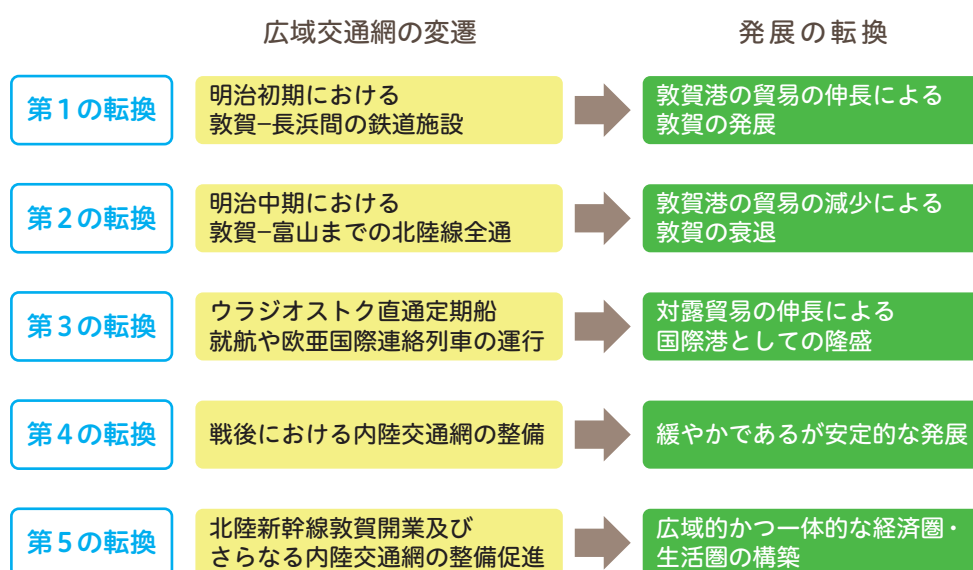 広域交通網の変遷
発展の転換
第1の転換
明治初期における
敦賀−長浜間の鉄道施設
敦賀港の貿易の伸長による
敦賀の発展
第2の転換
明治中期における
敦賀−富山までの北陸線全通
敦賀港の貿易の減少による
敦賀の衰退
第3の転換
ウラジオストク直通定期船
就航や欧亜国際連絡列車の運行
対露貿易の伸長による
国際港としての隆盛
第4の転換
戦後における内陸交通網の整備
緩やかであるが安定的な発展
第5の転換
北陸新幹線敦賀開業及び
さらなる内陸交通網の整備促進
広域的かつ一体的な経済圏・
生活圏の構築